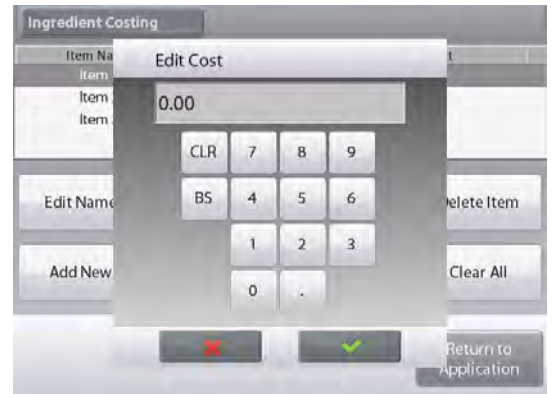 Ingredient Costing
Item Na
Edit Cost
t
Item
0.00
Item
Item
CLR 7 8 9
Edit Name
BS 4 5 6
elete Item
1 2 3
Add New
0 .
Clear All
Return to
Application